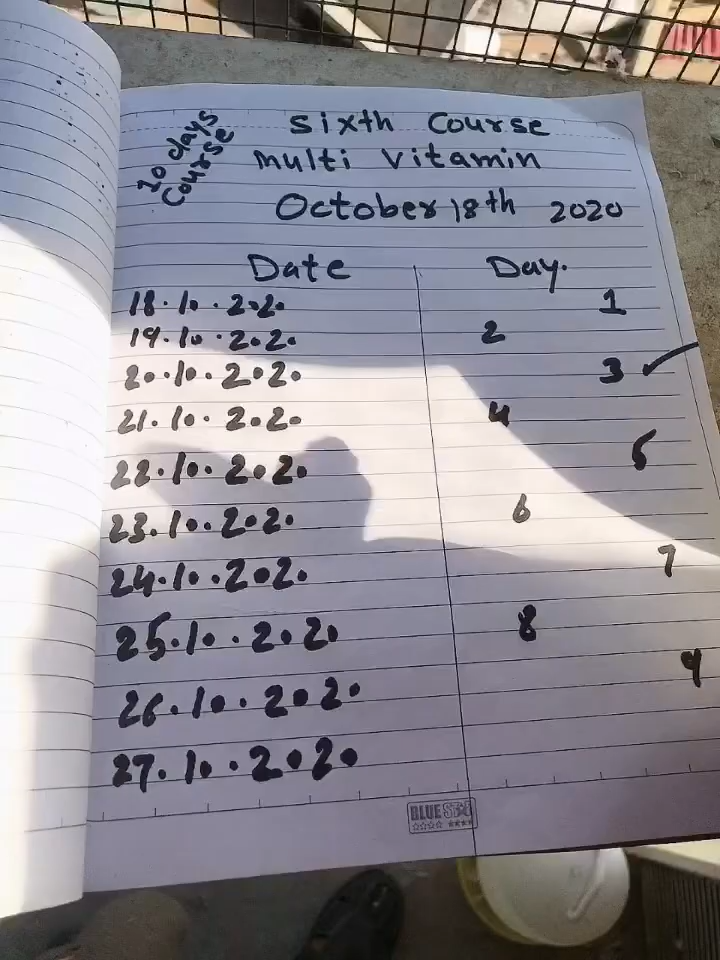 10 days
Course
Sixth Course
Multi Vitamin
October 18th 2020
Date Day.
18.10.2020 1
19.10.2020 2
20.10.2020 3 ✓
21.10.2020 4
22.10.2020 5
23.10.2020 6
24.10.2020 7
25.10.2020 8
26.10.2020 9
27.10.2020
BLUE